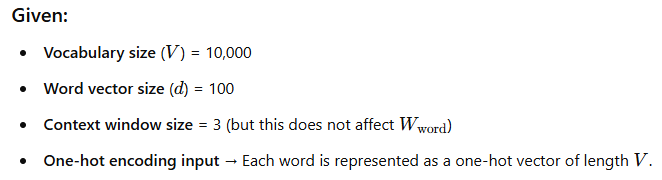 Given:
• Vocabulary size (V) = 10,000
• Word vector size (d) = 100
• Context window size = 3 (but this does not affect W_word)
• One-hot encoding input → Each word is represented as a one-hot vector of length V.